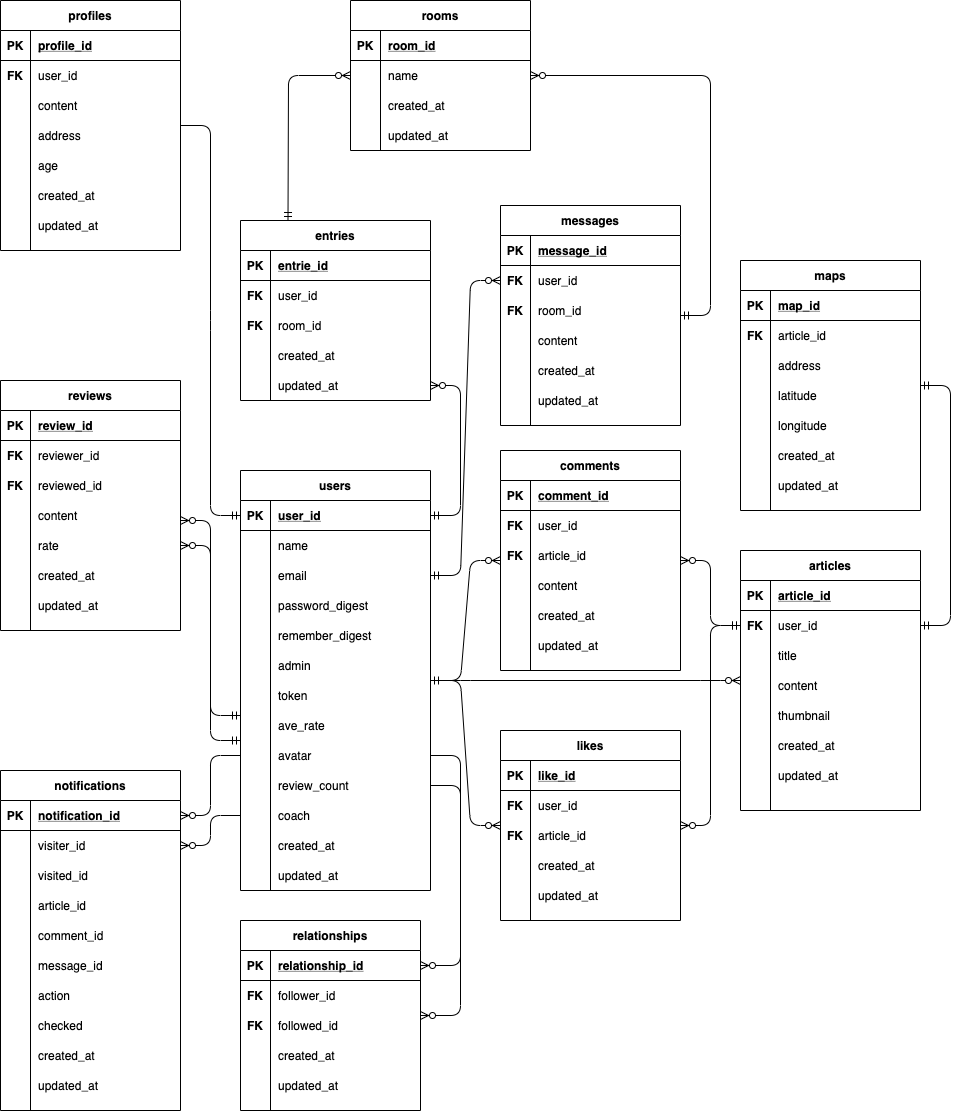 profiles
PK profile_id
FK user_id
content
address
age
created_at
updated_at
rooms
PK room_id
name
created_at
updated_at
entries
PK entrie_id
FK user_id
FK room_id
created_at
updated_at
messages
PK message_id
FK user_id
FK room_id
content
created_at
updated_at
maps
PK map_id
FK article_id
address
latitude
longitude
created_at
updated_at
reviews
PK review_id
FK reviewer_id
FK reviewed_id
content
rate
created_at
updated_at
users
PK user_id
name
email
password_digest
remember_digest
admin
token
ave_rate
avatar
review_count
coach
created_at
updated_at
comments
PK comment_id
FK user_id
FK article_id
content
created_at
updated_at
articles
PK article_id
FK user_id
title
content
thumbnail
created_at
updated_at
likes
PK like_id
FK user_id
FK article_id
created_at
updated_at
notifications
PK notification_id
visiter_id
visited_id
article_id
comment_id
message_id
action
checked
created_at
updated_at
relationships
PK relationship_id
FK follower_id
FK followed_id
created_at
updated_at